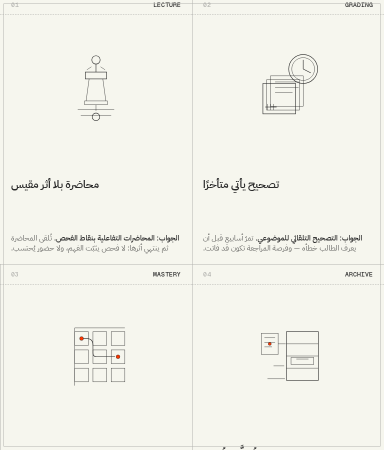 01 LECTURE
محاضرة بلا أثر مقيس
الجواب: المحاضرات التفاعلية بنقاط الفحص. تُلقى المحاضرة
ثم ينتهي أثرها: لا فحص يثبّت الفهم، ولا حضور يُحتسب.
02 GRADING
تصحيح يأتي متأخرًا
الجواب: التصحيح التلقائي للموضوعي. تمرّ أسابيع قبل أن
يعرف الطالب خطأه — وفرصة المراجعة تكون قد فاتت.
03 MASTERY
04 ARCHIVE